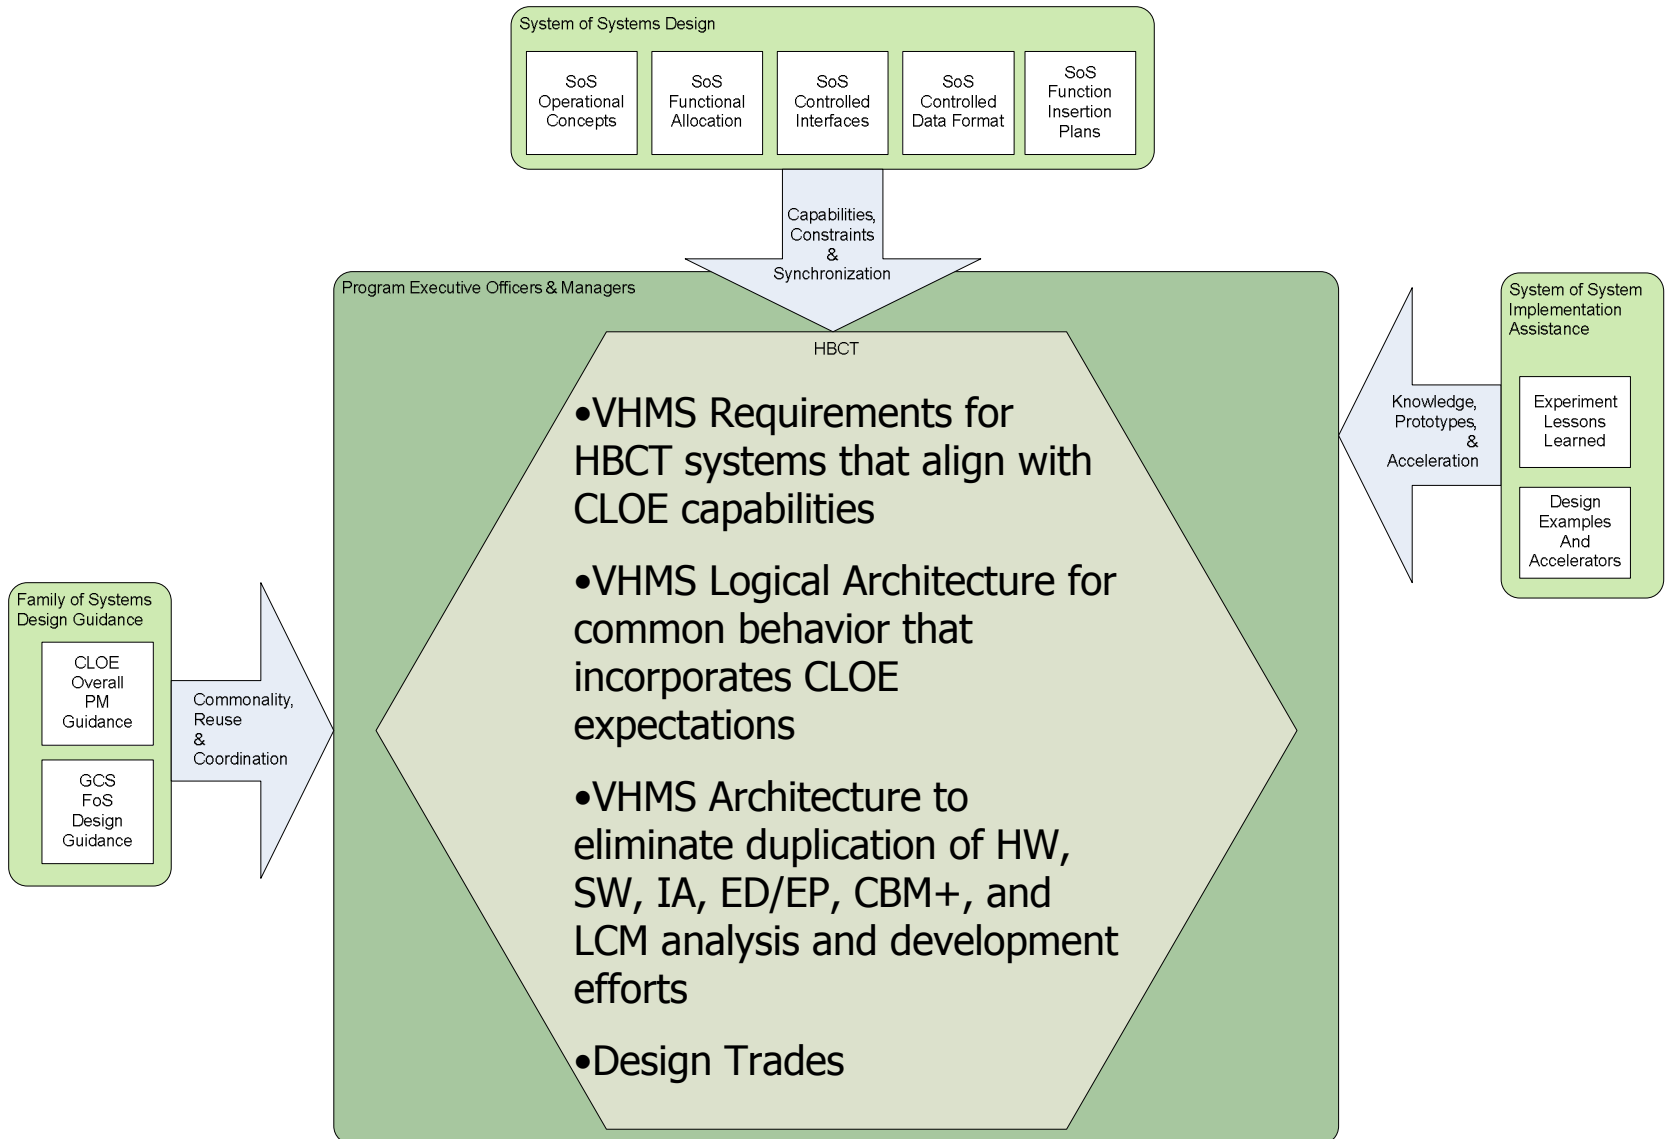 System of Systems Design
SoS
Operational
Concepts
SoS
Functional
Allocation
SoS
Controlled
Interfaces
SoS
Controlled
Data Format
SoS
Function
Insertion
Plans
Capabilities,
Constraints
&
Synchronization
Program Executive Officers & Managers
HBCT
•VHMS Requirements for
HBCT systems that align with
CLOE capabilities
•VHMS Logical Architecture for
common behavior that
incorporates CLOE
expectations
•VHMS Architecture to
eliminate duplication of HW,
SW, IA, ED/EP, CBM+, and
LCM analysis and development
efforts
•Design Trades
System of System
Implementation
Assistance
Experiment
Lessons
Learned
Design
Examples
And
Accelerators
Knowledge,
Prototypes,
&
Acceleration
Family of Systems
Design Guidance
CLOE
Overall
PM
Guidance
GCS
FoS
Design
Guidance
Commonality,
Reuse
&
Coordination